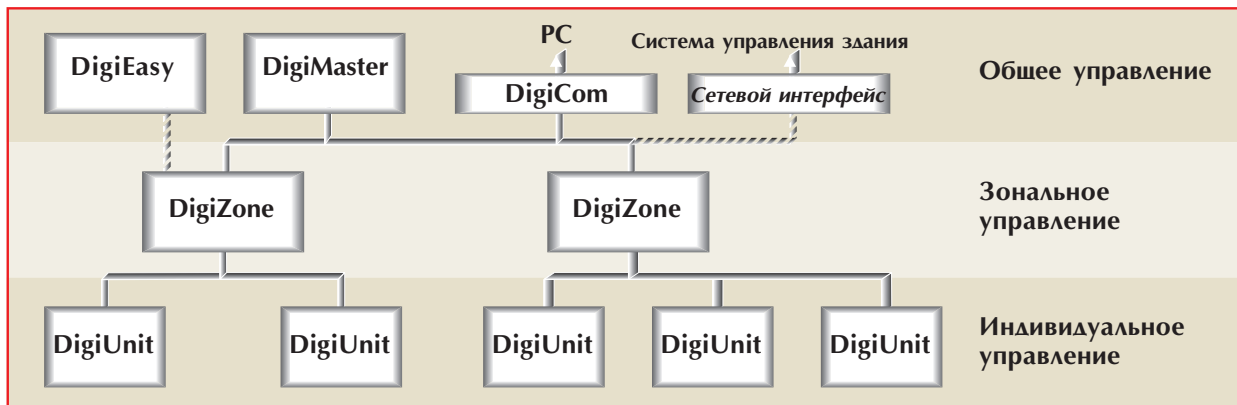 PC
Система управления здания
DigiEasy
DigiMaster
DigiCom
Сетевой интерфейс
Общее управление
DigiZone
DigiZone
Зональное
управление
DigiUnit
DigiUnit
DigiUnit
DigiUnit
DigiUnit
Индивидуальное
управление